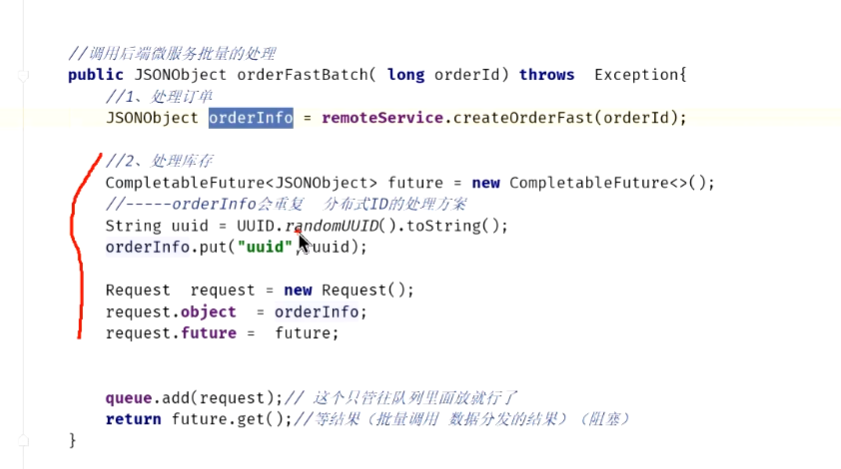 //调用后端微服务批量的处理
public JSONObject orderFastBatch( long orderId) throws  Exception{
//1、处理订单
JSONObject orderInfo = remoteService.createOrderFast(orderId);
//2、处理库存
CompletableFuture<JSONObject> future = new CompletableFuture<>();
//-----orderInfo会重复  分布式ID的处理方案
String uuid = UUID.randomUUID().toString();
orderInfo.put("uuid",uuid);
Request  request = new Request();
request.object  = orderInfo;
request.future =  future;
queue.add(request);// 这个只管往队列里面放就行了
return future.get();//等结果（批量调用 数据分发的结果）（阻塞）
}